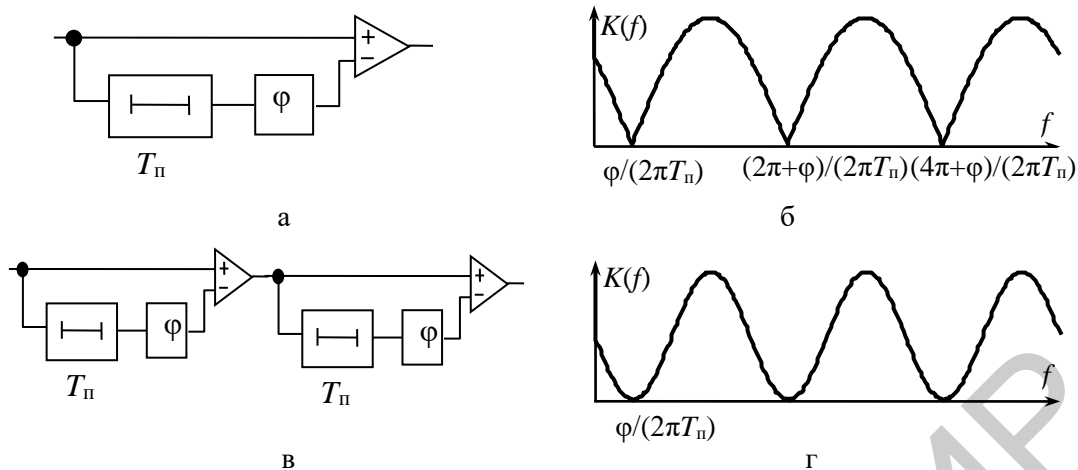 +
−
φ
Tп
а
K(f)
f
φ/(2πTп) (2π+φ)/(2πTп) (4π+φ)/(2πTп)
б
+
−
φ
Tп
+
−
φ
Tп
в
K(f)
f
φ/(2πTп)
г